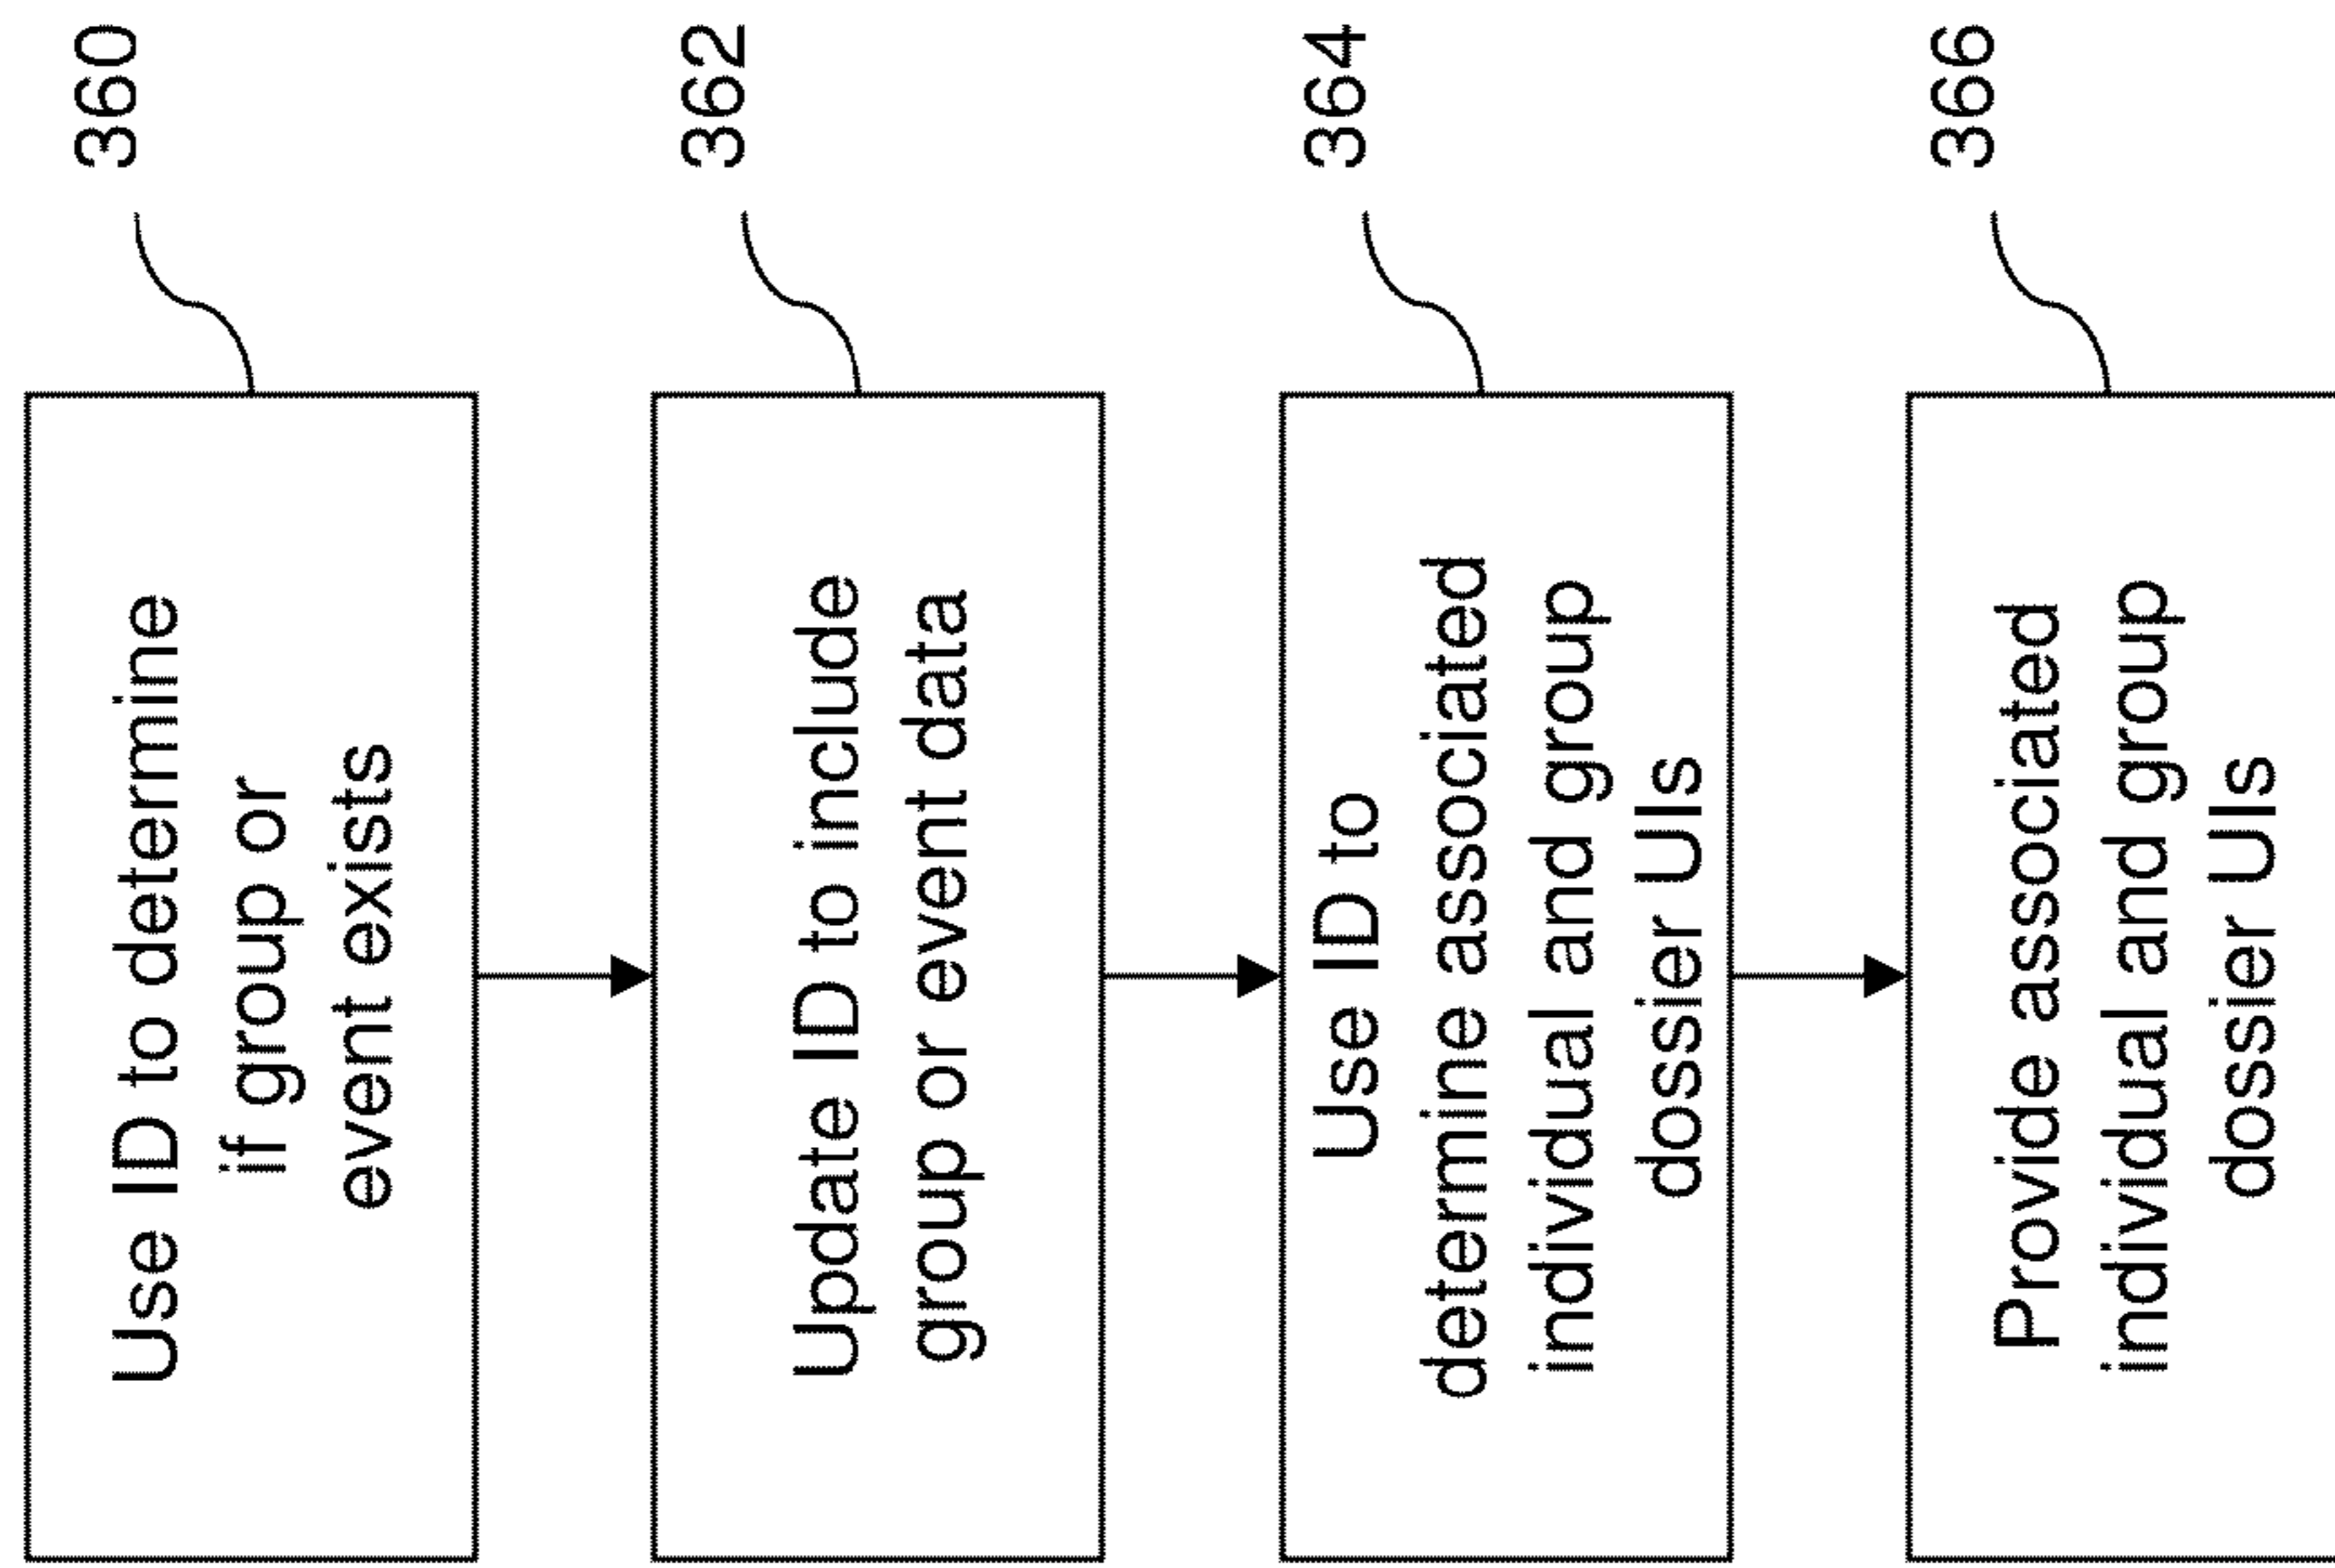 Use ID to determine
if group or
event exists
360
Update ID to include
group or event data
362
Use ID to
determine associated
individual and group
dossier UIs
364
Provide associated
individual and group
dossier UIs
366